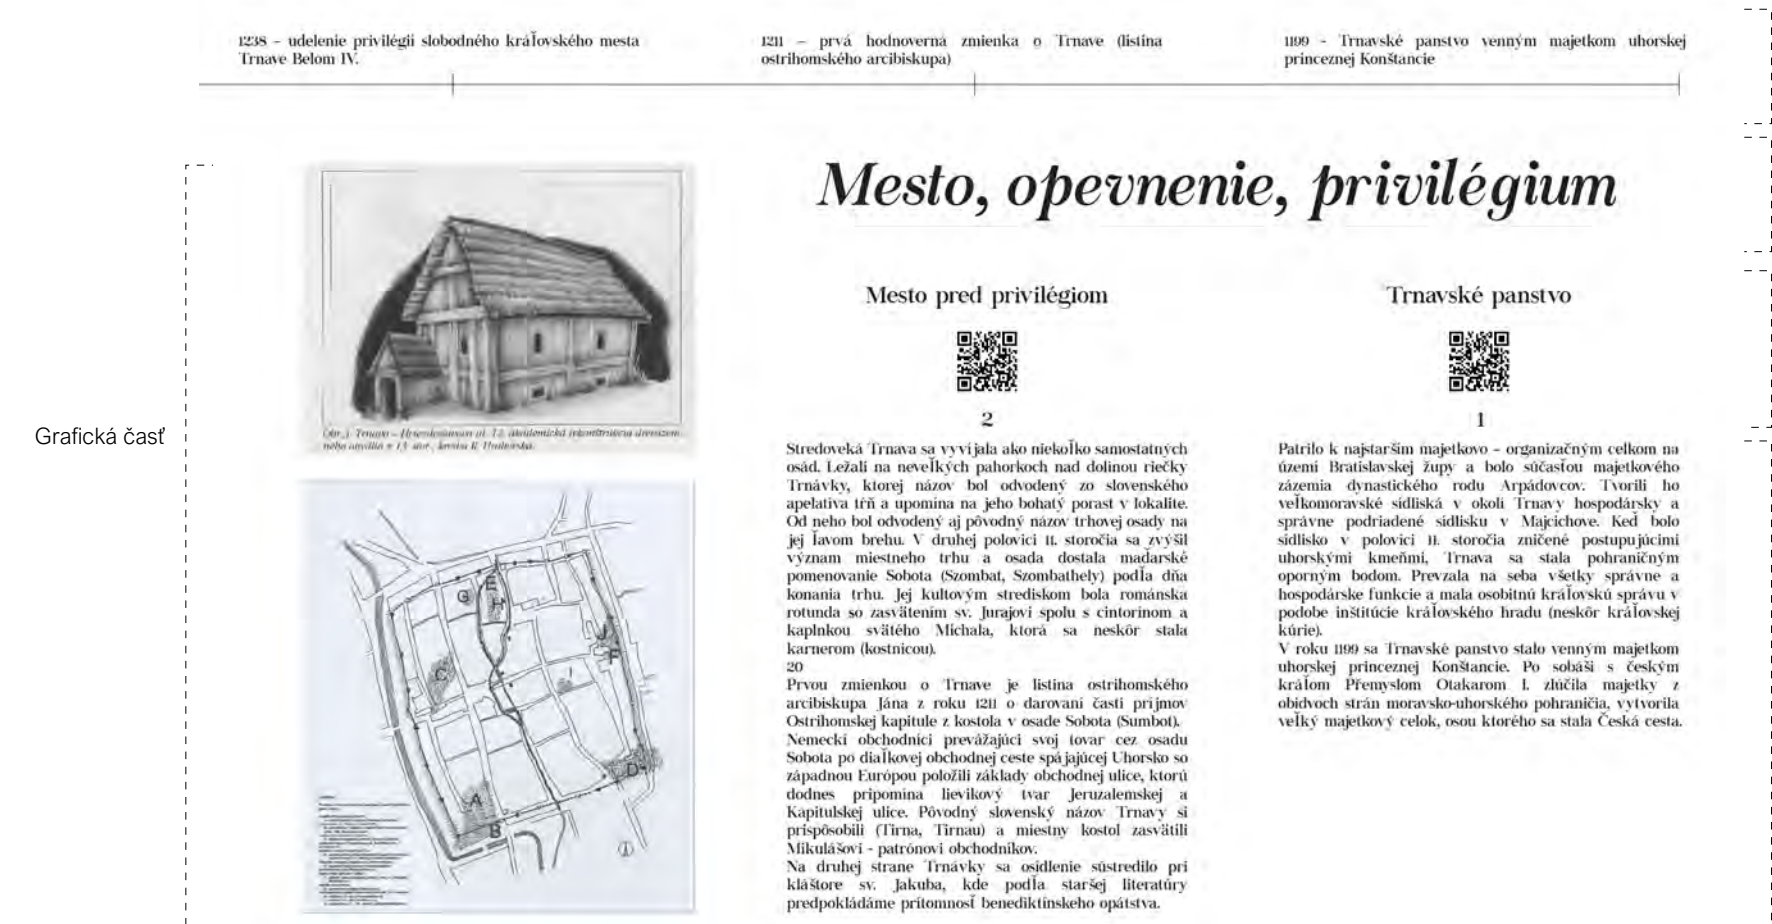 1238 – udelenie privilégii slobodného kráľovského mesta
Trnave Belom IV.
1211 – prvá hodnoverna zmienka o Trnave (listina
ostrihomského arcibiskupa)
1199 - Trnavské panstvo venným majetkom uhorskej
princeznej Konštancie
Mesto, opevnenie, privilégium
Grafická časť
G
E
H
F
C
I
D
A
B
Mesto pred privilégiom
2
Stredoveká Trnava sa vyvíjala ako niekoľko samostatných
osád. Ležali na neveľkých pahorkoch nad dolinou riečky
Trnávky, ktorej názov bol odvodený zo slovenského
apelatíva tŕň a upomína na jeho bohatý porast v lokalite.
Od neho bol odvodený aj pôvodný názov trhovej osady na
jej ľavom brehu. V druhej polovici 11. storočia sa zvýšil
význam miestneho trhu a osada dostala maďarské
pomenovanie Sobota (Szombat, Szombathely) podľa dňa
konania trhu. Jej kultovým strediskom bola románska
rotunda so zasvätením sv. Jurajovi spolu s cintorínom a
kaplnkou svätého Michala, ktorá sa neskôr stala
karnerom (kostnicou).
20
Prvou zmienkou o Trnave je listina ostrihomského
arcibiskupa Jána z roku 1211 o darovaní časti príjmov
Ostrihomskej kapitule z kostola v osade Sobota (Sumbot).
Nemeckí obchodníci prevážajúci svoj tovar cez osadu
Sobota po diaľkovej obchodnej ceste spájajúcej Uhorsko so
západnou Európou položili základy obchodnej ulice, ktorú
dodnes pripomína lievikový tvar Jeruzalemskej a
Kapitulskej ulice. Pôvodný slovenský názov Trnavy si
prispôsobili (Tirna, Tirnau) a miestny kostol zasvätili
Mikulášovi - patrónovi obchodníkov.
Na druhej strane Trnávky sa osídlenie sústredilo pri
kláštore sv. Jakuba, kde podľa staršej literatúry
predpokládáme prítomnosť benediktínskeho opátstva.
Trnavské panstvo
1
Patrilo k najstarším majetkovo – organizačným celkom na
území Bratislavskej župy a bolo súčasťou majetkového
zázemia dynastického rodu Arpádovcov. Tvorili ho
veľkomoravské sídliská v okolí Trnavy hospodársky a
správne podriadené sídlisku v Majcichove. Keď bolo
sídlisko v polovici 11. storočia zničené postupujúcimi
uhorskými kmeňmi, Trnava sa stala pohraničným
oporným bodom. Prevzala na seba všetky správne a
hospodárske funkcie a mala osobitnú kráľovskú správu v
podobe inštitúcie kráľovského hradu (neskôr kráľovskej
kúrie).
V roku 1199 sa Trnavské panstvo stalo venným majetkom
uhorskej princeznej Konštancie. Po sobáši s českým
kráľom Přemyslom Otakarom I. zlúčila majetky z
obidvoch strán moravsko-uhorského pohraničia, vytvorila
veľký majetkový celok, osou ktorého sa stala Česká cesta.